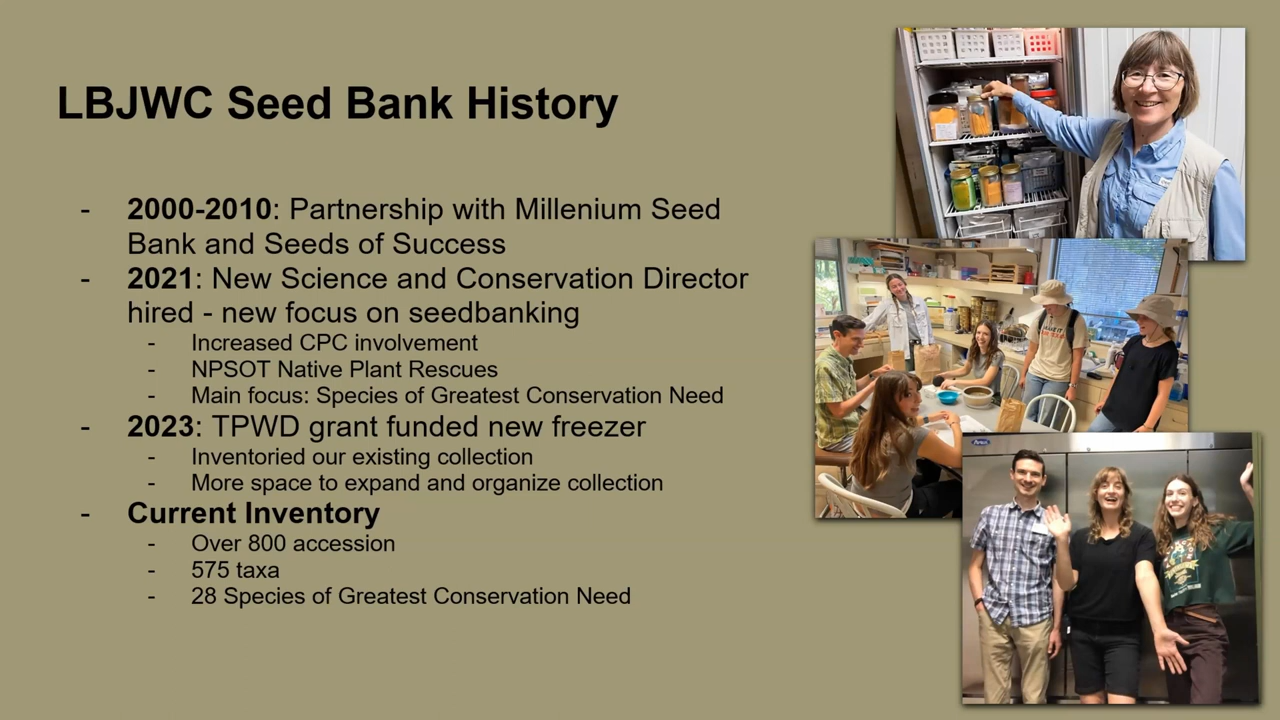 LBJWC Seed Bank History
- 2000-2010: Partnership with Millenium Seed
Bank and Seeds of Success
- 2021: New Science and Conservation Director
hired - new focus on seedbanking
- Increased CPC involvement
- NPSOT Native Plant Rescues
- Main focus: Species of Greatest Conservation Need
- 2023: TPWD grant funded new freezer
- Inventoried our existing collection
- More space to expand and organize collection
- Current Inventory
- Over 800 accession
- 575 taxa
- 28 Species of Greatest Conservation Need